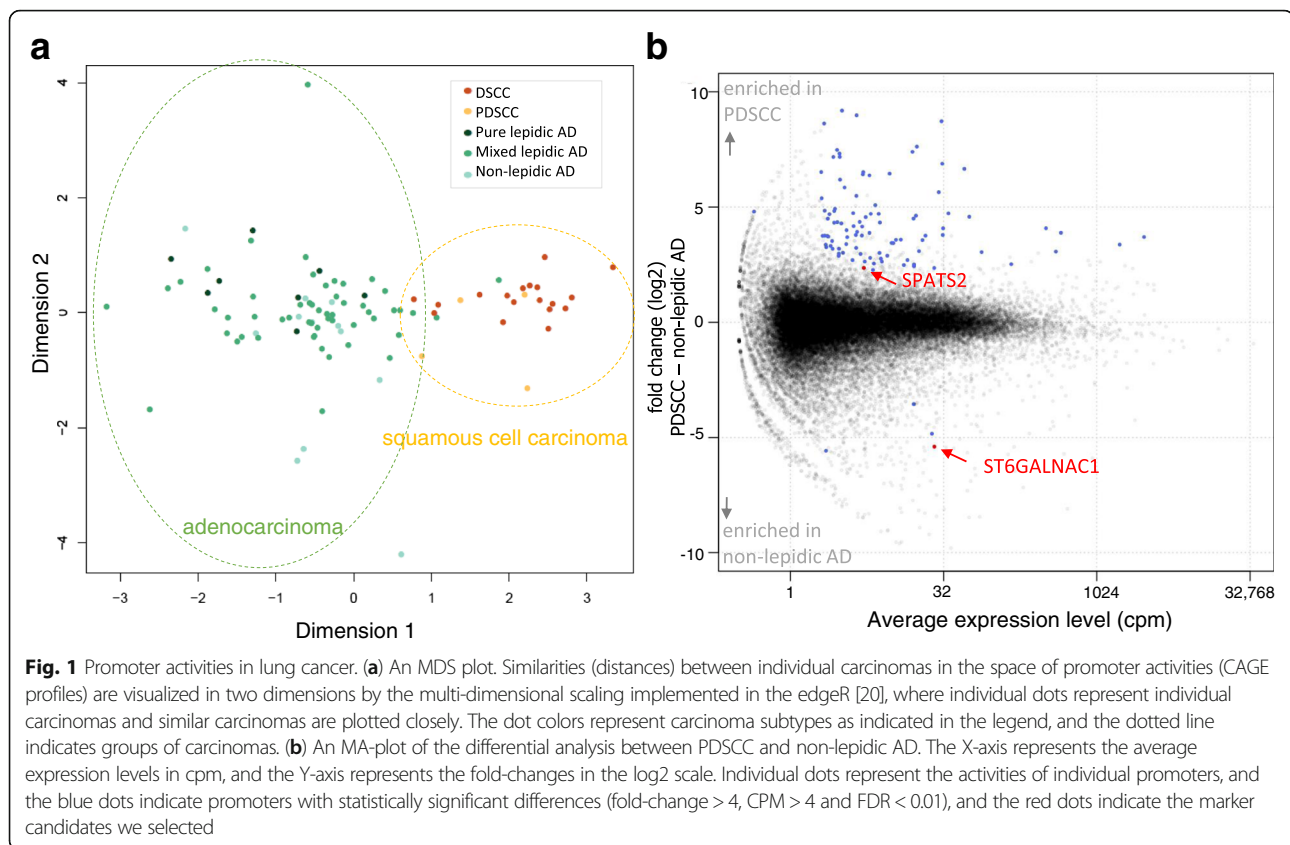 a
4
2
0
-2
-4
Dimension 2
DSCC
PDSCC
Pure lepidic AD
Mixed lepidic AD
Non-lepidic AD
squamous cell carcinoma
adenocarcinoma
−3
−2
−1
0
1
2
3
Dimension 1
b
10
5
0
-5
-10
fold change (log2)
PDSCC – non-lepidic AD
enriched in
PDSCC
SPATS2
ST6GALNAC1
enriched in
non-lepidic AD
1
32
1024
32,768
Average expression level (cpm)
Fig. 1 Promoter activities in lung cancer. (a) An MDS plot. Similarities (distances) between individual carcinomas in the space of promoter activities (CAGE
profiles) are visualized in two dimensions by the multi-dimensional scaling implemented in the edgeR [20], where individual dots represent individual
carcinomas and similar carcinomas are plotted closely. The dot colors represent carcinoma subtypes as indicated in the legend, and the dotted line
indicates groups of carcinomas. (b) An MA-plot of the differential analysis between PDSCC and non-lepidic AD. The X-axis represents the average
expression levels in cpm, and the Y-axis represents the fold-changes in the log2 scale. Individual dots represent the activities of individual promoters, and
the blue dots indicate promoters with statistically significant differences (fold-change > 4, CPM > 4 and FDR < 0.01), and the red dots indicate the marker
candidates we selected